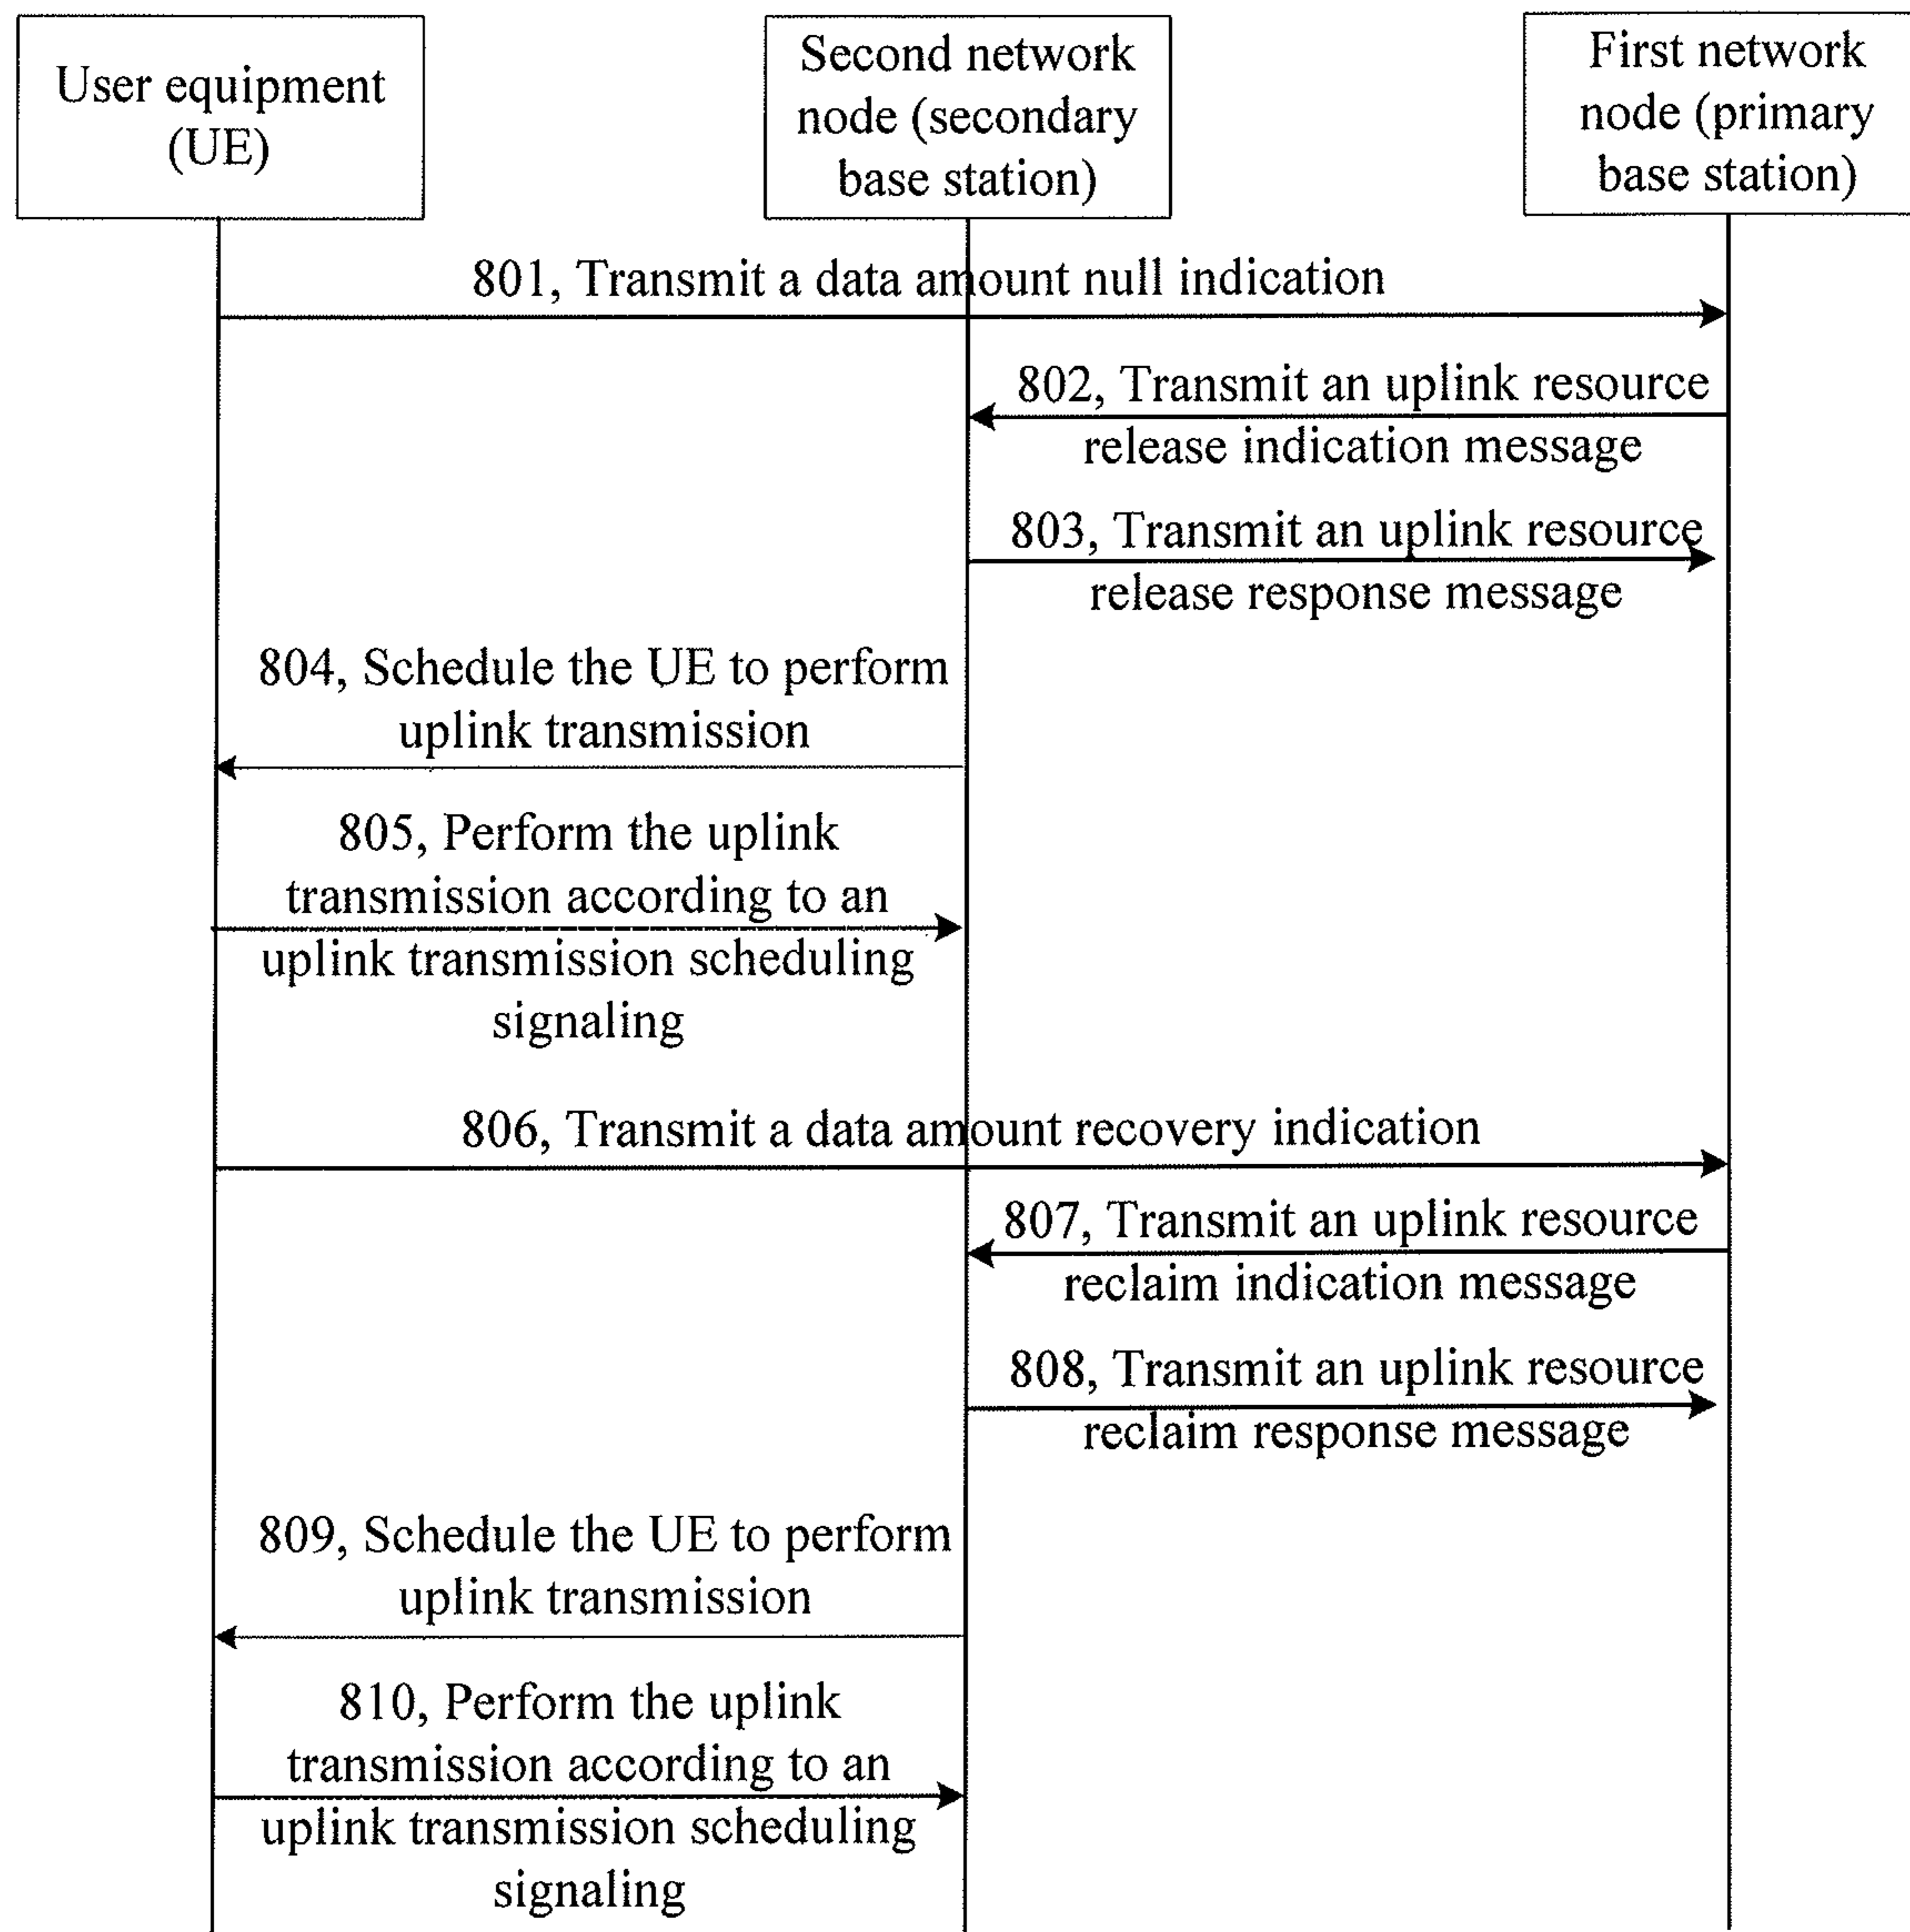 User equipment
(UE)
Second network
node (secondary
base station)
First network
node (primary
base station)
801, Transmit a data amount null indication
802, Transmit an uplink resource
release indication message
803, Transmit an uplink resource
release response message
804, Schedule the UE to perform
uplink transmission
805, Perform the uplink
transmission according to an
uplink transmission scheduling
signaling
806, Transmit a data amount recovery indication
807, Transmit an uplink resource
reclaim indication message
808, Transmit an uplink resource
reclaim response message
809, Schedule the UE to perform
uplink transmission
810, Perform the uplink
transmission according to an
uplink transmission scheduling
signaling